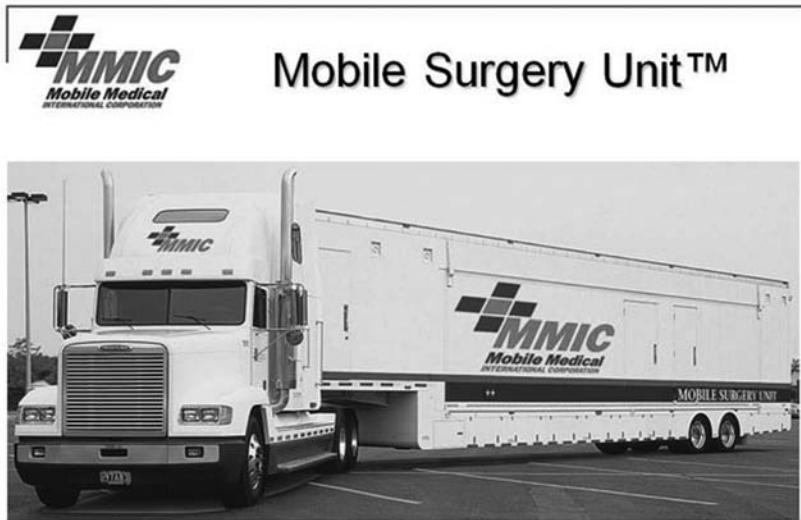 MMIC
Mobile Medical
INTERNATIONAL CORPORATION
Mobile Surgery Unit™
MMIC
MMIC
Mobile Medical
INTERNATIONAL CORPORATION
MOBILE SURGERY UNIT